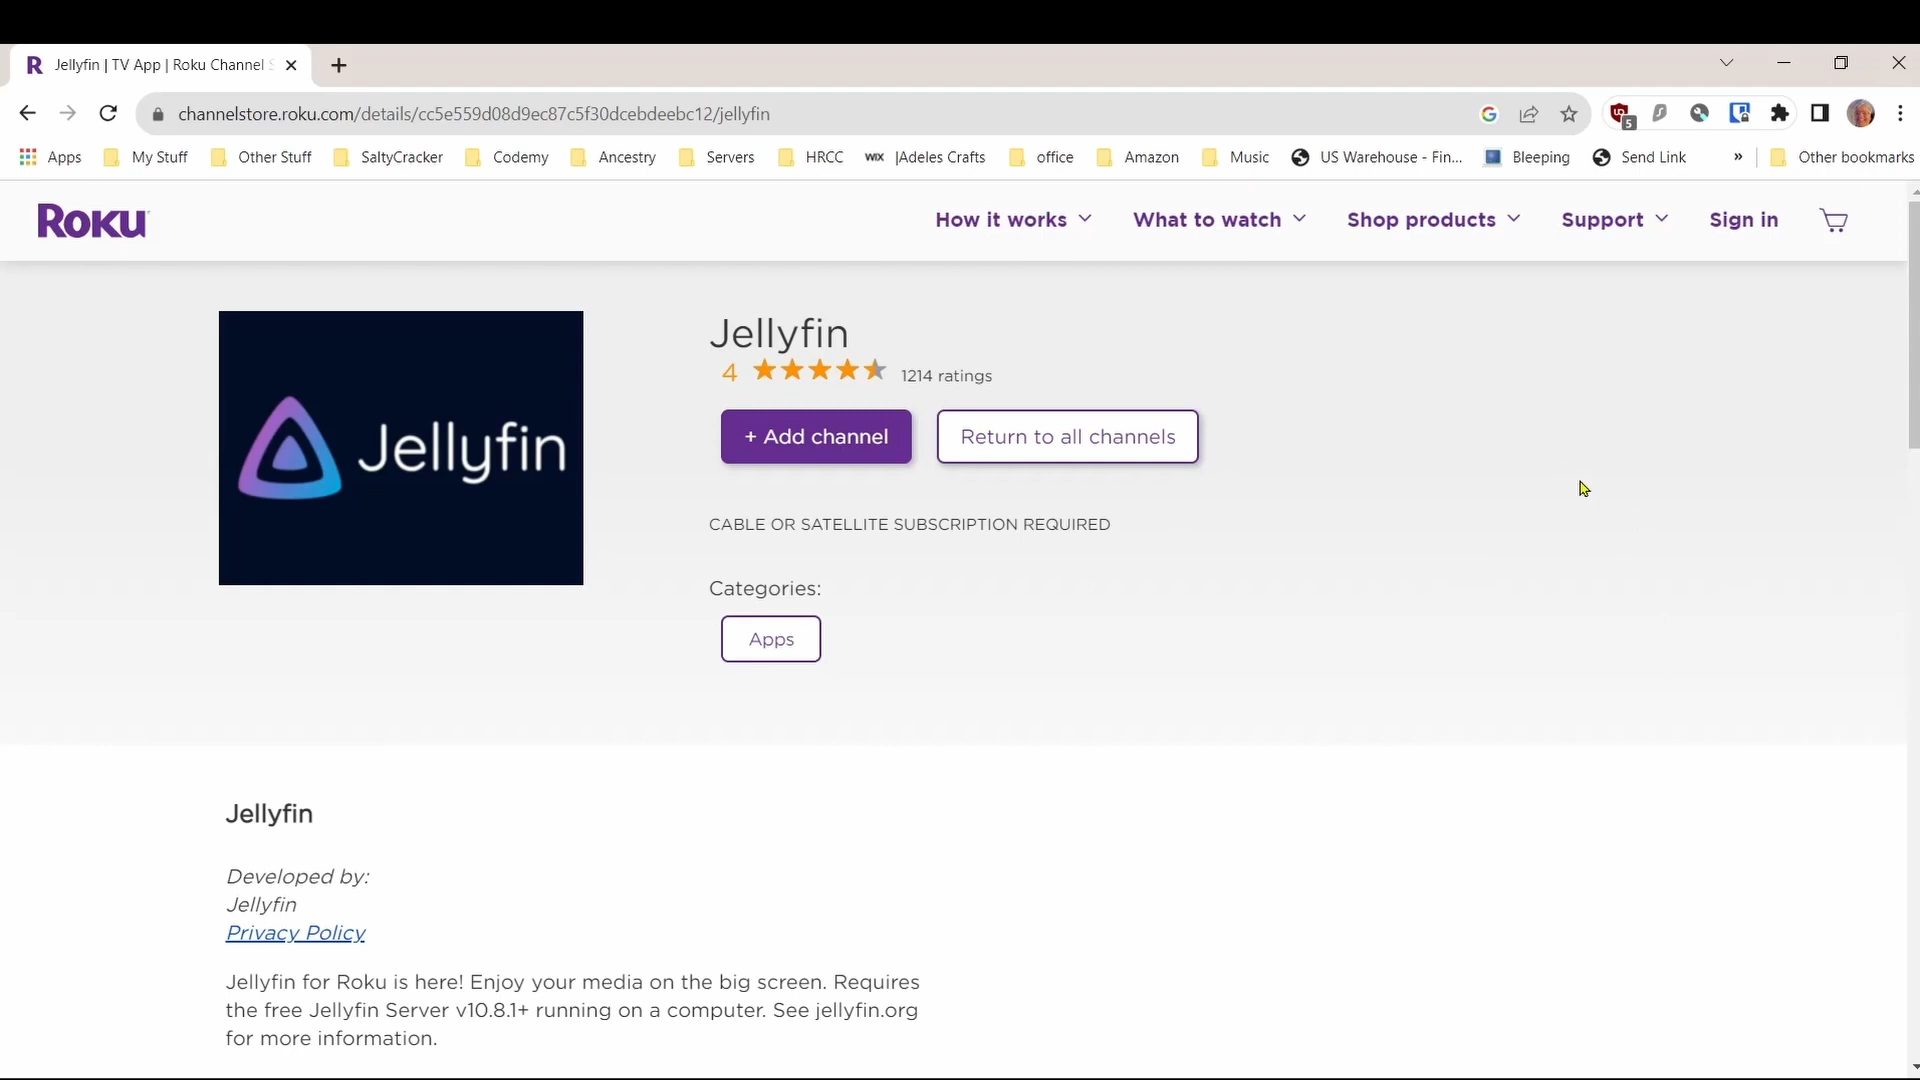 Jellyfin | TV App | Roku Channel S
channelstore.roku.com/details/cc5e559d08d9ec87c5f30dcebdeebc12/jellyfin
5
Apps My Stuff Other Stuff SaltyCracker Codemy Ancestry Servers HRCC WIX |Adeles Crafts office Amazon Music US Warehouse - Fin... Bleeping Send Link » Other bookmarks
Roku How it works What to watch Shop products Support Sign in
Jellyfin
4 1214 ratings
+ Add channel Return to all channels
Jellyfin
CABLE OR SATELLITE SUBSCRIPTION REQUIRED
Categories:
Apps
Jellyfin
Developed by:
Jellyfin
Privacy Policy
Jellyfin for Roku is here! Enjoy your media on the big screen. Requires
the free Jellyfin Server v10.8.1+ running on a computer. See jellyfin.org
for more information.